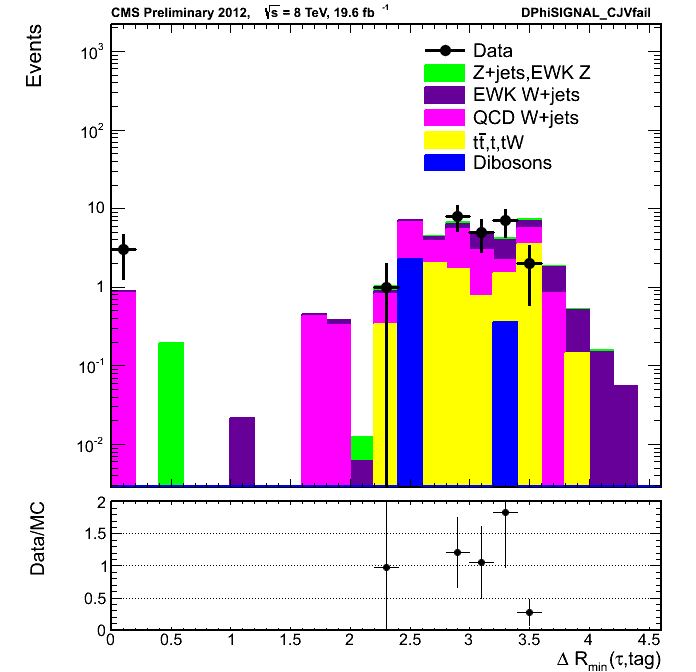 CMS Preliminary 2012, √s = 8 TeV, 19.6 fb⁻¹ DPhiSIGNAL_CJVfail
Events
10³
10²
10
1
10⁻¹
10⁻²
Data
Z+jets,EWK Z
EWK W+jets
QCD W+jets
tt̄,t,tW
Dibosons
Data/MC
2
1.5
1
0.5
0
0 0.5 1 1.5 2 2.5 3 3.5 4 4.5
Δ R_min(τ,tag)